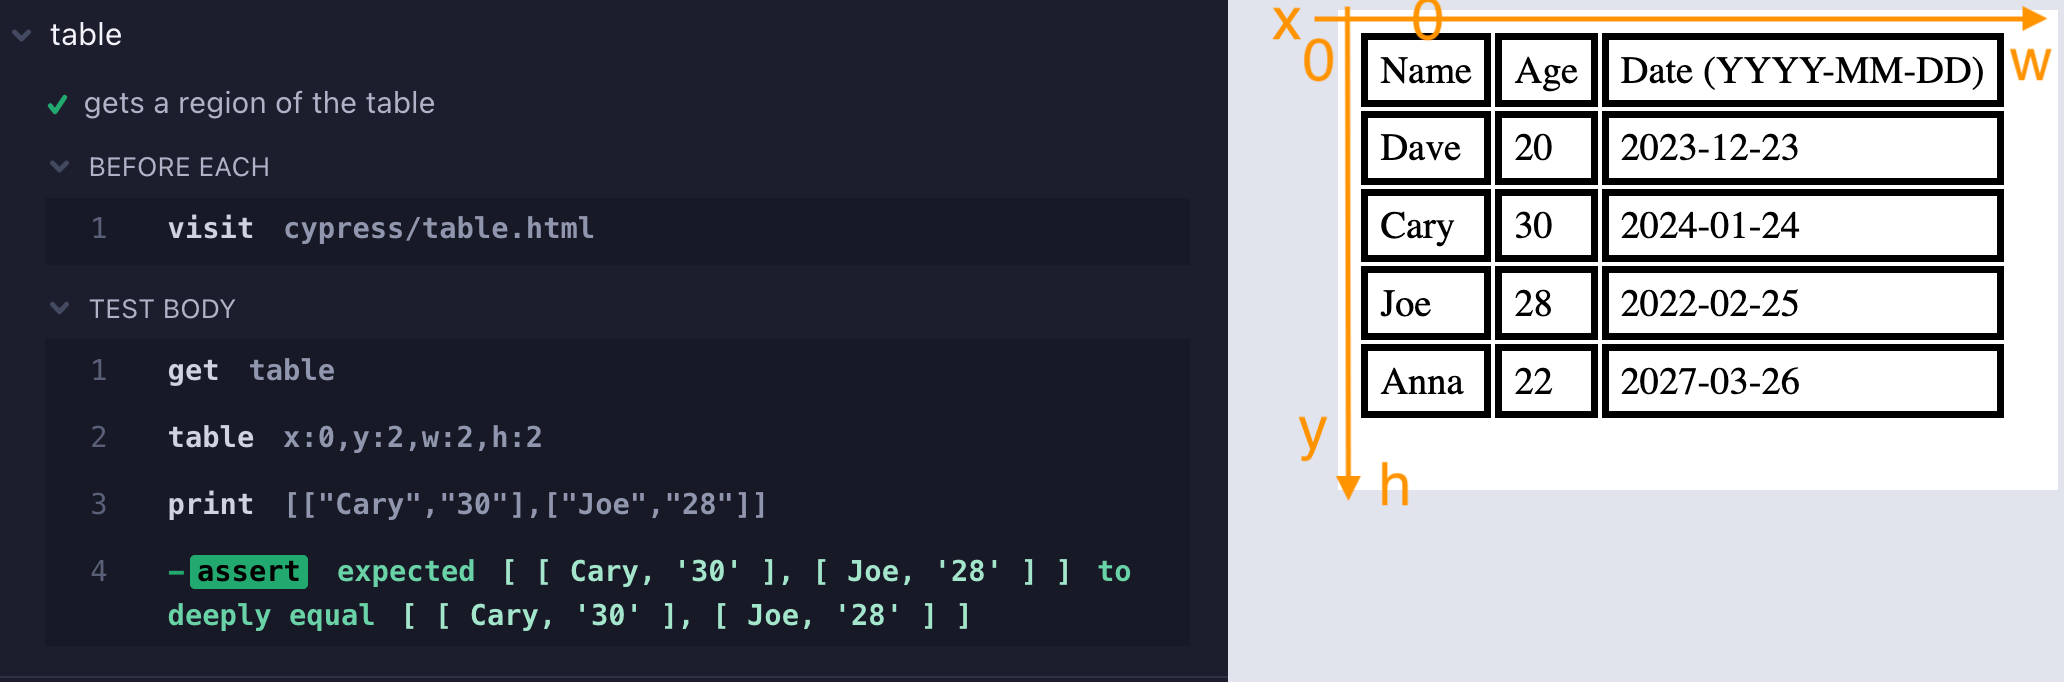 table
gets a region of the table
BEFORE EACH
1 visit cypress/table.html
TEST BODY
1 get table
2 table x:0,y:2,w:2,h:2
3 print [["Cary","30"],["Joe","28"]]
4 -assert expected [ [ Cary, '30' ], [ Joe, '28' ] ] to
deeply equal [ [ Cary, '30' ], [ Joe, '28' ] ]
x 0
0 w
Name Age Date (YYYY-MM-DD)
Dave 20 2023-12-23
Cary 30 2024-01-24
Joe 28 2022-02-25
Anna 22 2027-03-26
y
h